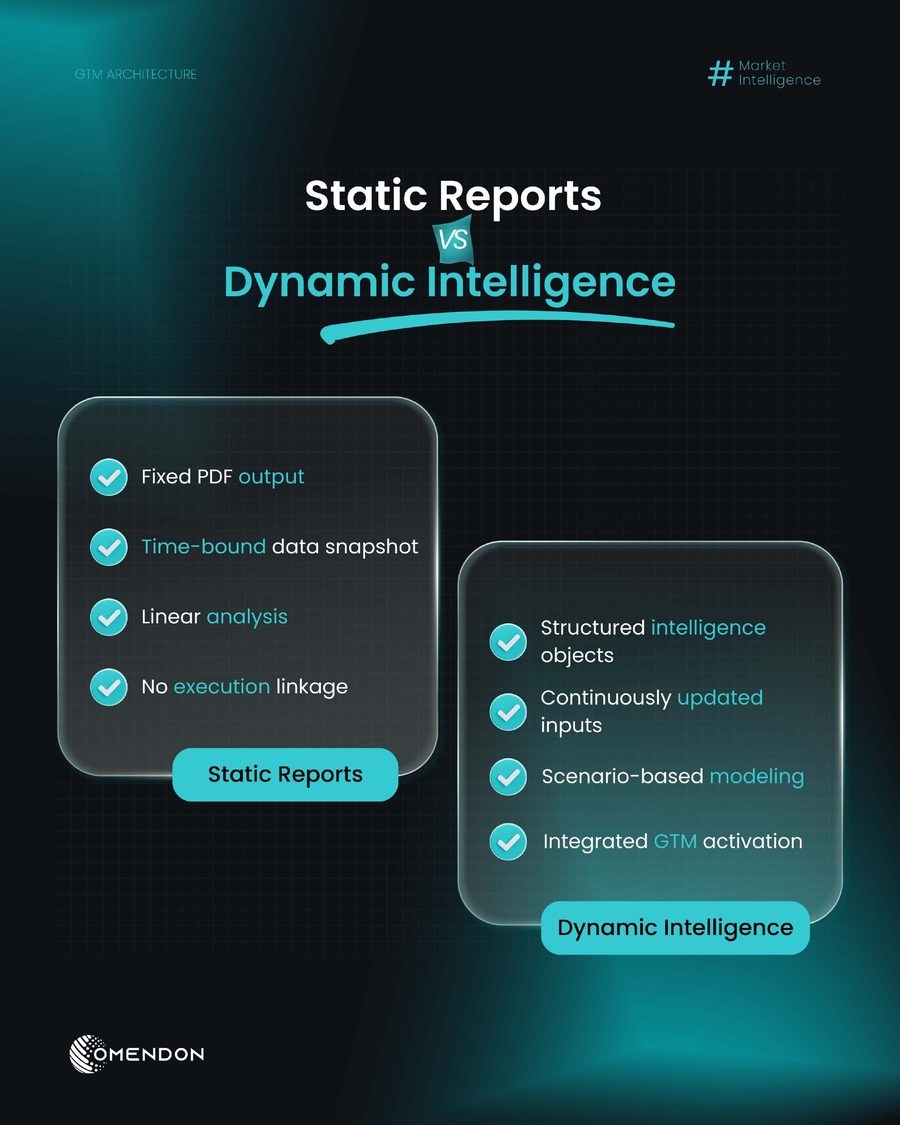 GTM ARCHITECTURE
# Market
Intelligence
Static Reports
VS
Dynamic Intelligence
Fixed PDF output
Time-bound data snapshot
Linear analysis
No execution linkage
Static Reports
Structured intelligence
objects
Continuously updated
inputs
Scenario-based modeling
Integrated GTM activation
Dynamic Intelligence
OMENDON